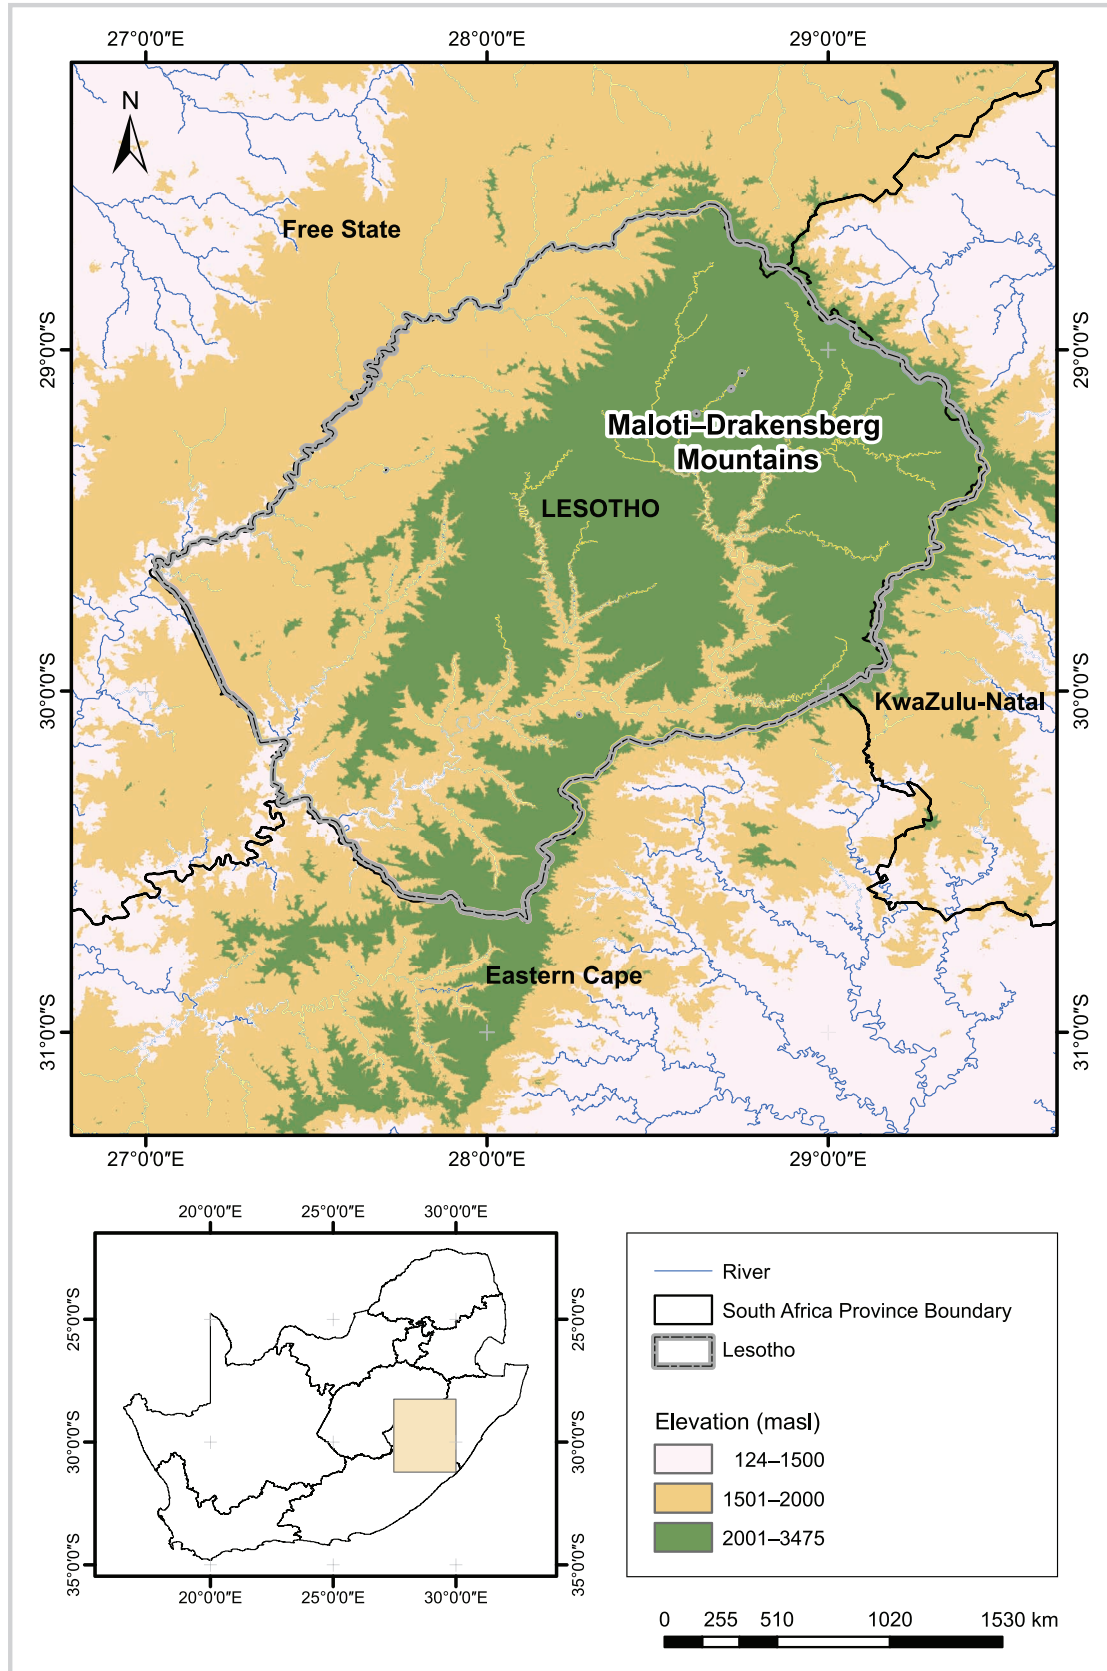 27°0′0″E 28°0′0″E 29°0′0″E
N
Free State
29°0′0″S 29°0′0″S
Maloti–Drakensberg
Mountains
LESOTHO
30°0′0″S 30°0′0″S
KwaZulu-Natal
Eastern Cape
31°0′0″S 31°0′0″S
27°0′0″E 28°0′0″E 29°0′0″E
20°0′0″E 25°0′0″E 30°0′0″E
25°0′0″S 25°0′0″S
30°0′0″S 30°0′0″S
35°0′0″S 35°0′0″S
20°0′0″E 25°0′0″E 30°0′0″E
River
South Africa Province Boundary
Lesotho
Elevation (masl)
124–1500
1501–2000
2001–3475
0 255 510 1020 1530 km